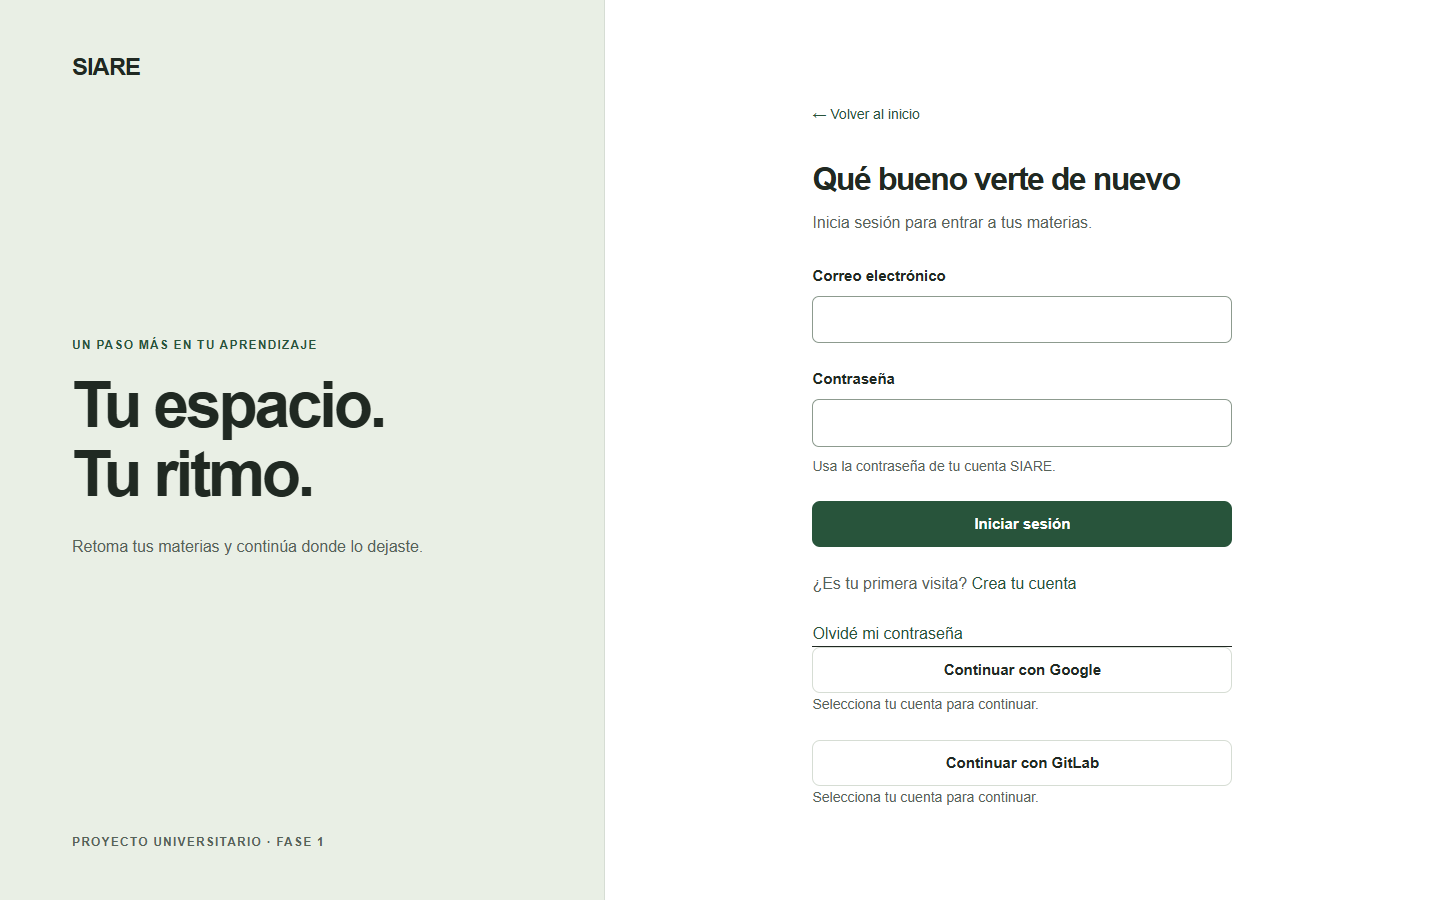 SIARE
UN PASO MÁS EN TU APRENDIZAJE
Tu espacio.
Tu ritmo.
Retoma tus materias y continúa donde lo dejaste.
PROYECTO UNIVERSITARIO · FASE 1
← Volver al inicio
Qué bueno verte de nuevo
Inicia sesión para entrar a tus materias.
Correo electrónico
Contraseña
Usa la contraseña de tu cuenta SIARE.
Iniciar sesión
¿Es tu primera visita? Crea tu cuenta
Olvidé mi contraseña
Continuar con Google
Selecciona tu cuenta para continuar.
Continuar con GitLab
Selecciona tu cuenta para continuar.